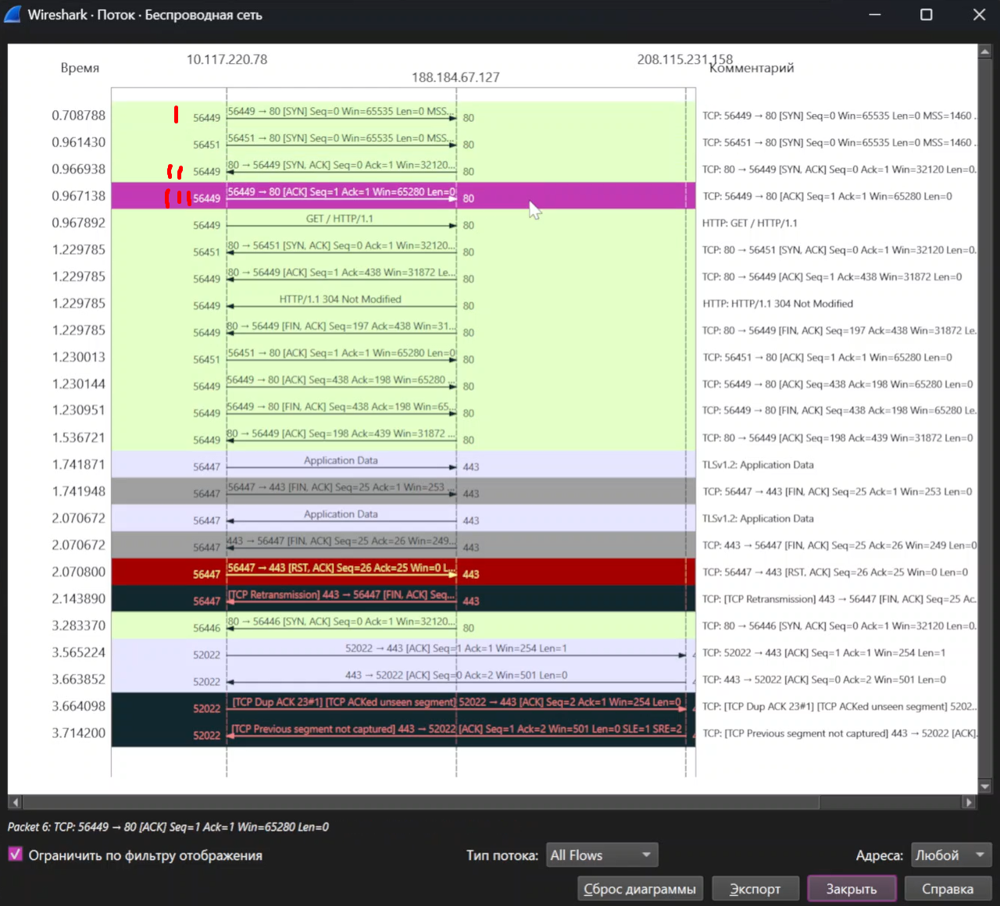 Wireshark · Поток · Беспроводная сеть
10.117.220.78 208.115.231.158
Время 188.184.67.127 Комментарий
0.708788 56449 56449 → 80 [SYN] Seq=0 Win=65535 Len=0 MSS... 80 TCP: 56449 → 80 [SYN] Seq=0 Win=65535 Len=0 MSS=1460 .
0.961430 56451 56451 → 80 [SYN] Seq=0 Win=65535 Len=0 MSS... 80 TCP: 56451 → 80 [SYN] Seq=0 Win=65535 Len=0 MSS=1460 .
0.966938 56449 80 → 56449 [SYN, ACK] Seq=0 Ack=1 Win=32120... 80 TCP: 80 → 56449 [SYN, ACK] Seq=0 Ack=1 Win=32120 Len=0.
0.967138 56449 56449 → 80 [ACK] Seq=1 Ack=1 Win=65280 Len=0 80 TCP: 56449 → 80 [ACK] Seq=1 Ack=1 Win=65280 Len=0
0.967892 56449 GET / HTTP/1.1 80 HTTP: GET / HTTP/1.1
1.229785 56451 80 → 56451 [SYN, ACK] Seq=0 Ack=1 Win=32120... 80 TCP: 80 → 56451 [SYN, ACK] Seq=0 Ack=1 Win=32120 Len=0.
1.229785 56449 80 → 56449 [ACK] Seq=1 Ack=438 Win=31872 Le... 80 TCP: 80 → 56449 [ACK] Seq=1 Ack=438 Win=31872 Len=0
1.229785 56449 HTTP/1.1 304 Not Modified 80 HTTP: HTTP/1.1 304 Not Modified
1.229785 56449 80 → 56449 [FIN, ACK] Seq=197 Ack=438 Win=31... 80 TCP: 80 → 56449 [FIN, ACK] Seq=197 Ack=438 Win=31872 Le.
1.230013 56451 56451 → 80 [ACK] Seq=1 Ack=1 Win=65280 Len=0 80 TCP: 56451 → 80 [ACK] Seq=1 Ack=1 Win=65280 Len=0
1.230144 56449 56449 → 80 [ACK] Seq=438 Ack=198 Win=65280 ... 80 TCP: 56449 → 80 [ACK] Seq=438 Ack=198 Win=65280 Len=0
1.230951 56449 56449 → 80 [FIN, ACK] Seq=438 Ack=198 Win=65... 80 TCP: 56449 → 80 [FIN, ACK] Seq=438 Ack=198 Win=65280 Le.
1.536721 56449 80 → 56449 [ACK] Seq=198 Ack=439 Win=31872 ... 80 TCP: 80 → 56449 [ACK] Seq=198 Ack=439 Win=31872 Len=0
1.741871 56447 Application Data 443 TLSv1.2: Application Data
1.741948 56447 56447 → 443 [FIN, ACK] Seq=25 Ack=1 Win=253 ... 443 TCP: 56447 → 443 [FIN, ACK] Seq=25 Ack=1 Win=253 Len=0
2.070672 56447 Application Data 443 TLSv1.2: Application Data
2.070672 56447 443 → 56447 [FIN, ACK] Seq=25 Ack=26 Win=249... 443 TCP: 443 → 56447 [FIN, ACK] Seq=25 Ack=26 Win=249 Len=0
2.070800 56447 56447 → 443 [RST, ACK] Seq=26 Ack=25 Win=0 L... 443 TCP: 56447 → 443 [RST, ACK] Seq=26 Ack=25 Win=0 Len=0
2.143890 56447 [TCP Retransmission] 443 → 56447 [FIN, ACK] Seq... 443 TCP: [TCP Retransmission] 443 → 56447 [FIN, ACK] Seq=25 Ac.
3.283370 56446 80 → 56446 [SYN, ACK] Seq=0 Ack=1 Win=32120... 80 TCP: 80 → 56446 [SYN, ACK] Seq=0 Ack=1 Win=32120 Len=0.
3.565224 52022 52022 → 443 [ACK] Seq=1 Ack=1 Win=254 Len=1 TCP: 52022 → 443 [ACK] Seq=1 Ack=1 Win=254 Len=1
3.663852 52022 443 → 52022 [ACK] Seq=0 Ack=2 Win=501 Len=0 TCP: 443 → 52022 [ACK] Seq=0 Ack=2 Win=501 Len=0
3.664098 52022 [TCP Dup ACK 23#1] [TCP ACKed unseen segment] 52022 → 443 [ACK] Seq=2 Ack=1 Win=254 Len=0 TCP: [TCP Dup ACK 23#1] [TCP ACKed unseen segment] 5202..
3.714200 52022 [TCP Previous segment not captured] 443 → 52022 [ACK] Seq=1 Ack=2 Win=501 Len=0 SLE=1 SRE=2 TCP: [TCP Previous segment not captured] 443 → 52022 [ACK].
Packet 6: TCP: 56449 → 80 [ACK] Seq=1 Ack=1 Win=65280 Len=0
Ограничить по фильтру отображения Тип потока: All Flows Адреса: Любой
Сброс диаграммы Экспорт Закрыть Справка